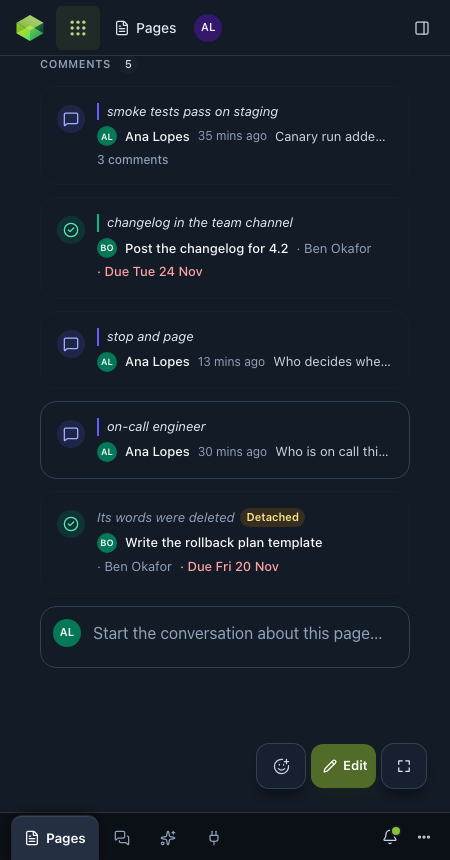 Pages
AL
COMMENTS 5
smoke tests pass on staging
AL Ana Lopes 35 mins ago Canary run adde...
3 comments
changelog in the team channel
BO Post the changelog for 4.2 · Ben Okafor
· Due Tue 24 Nov
stop and page
AL Ana Lopes 13 mins ago Who decides whe...
on-call engineer
AL Ana Lopes 30 mins ago Who is on call thi...
Its words were deleted Detached
BO Write the rollback plan template
· Ben Okafor · Due Fri 20 Nov
AL Start the conversation about this page...
Edit
Pages